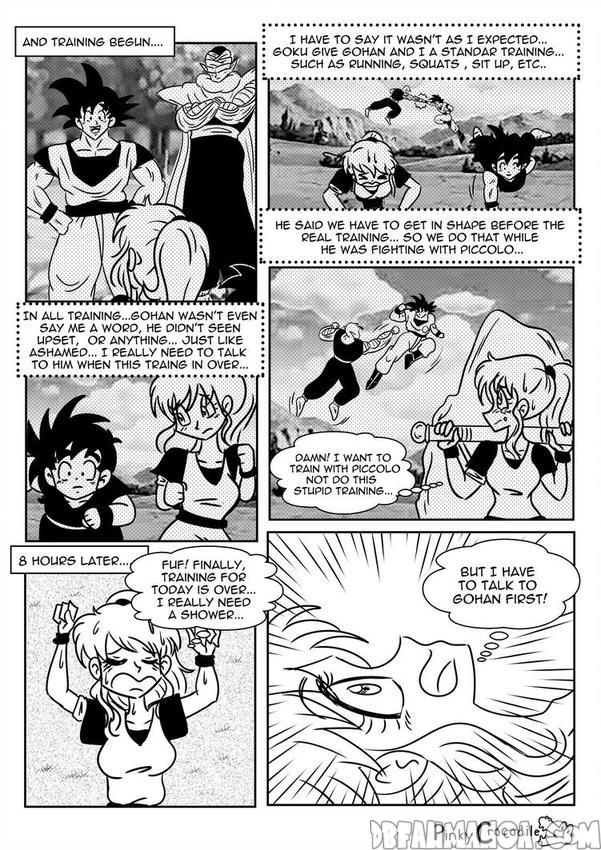 AND TRAINING BEGUN....
I HAVE TO SAY IT WASN'T AS I EXPECTED...
GOKU GIVE GOHAN AND I A STANDAR TRAINING...
SUCH AS RUNNING, SQUATS , SIT UP, ETC..
HE SAID WE HAVE TO GET IN SHAPE BEFORE THE
REAL TRAINING... SO WE DO THAT WHILE
HE WAS FIGHTING WITH PICCOLO...
IN ALL TRAINING...GOHAN WASN'T EVEN
SAY ME A WORD, HE DIDN'T SEEN
UPSET, OR ANYTHING... JUST LIKE
ASHAMED... I REALLY NEED TO TALK
TO HIM WHEN THIS TRAING IN OVER...
DAMN! I WANT TO
TRAIN WITH PICCOLO
NOT DO THIS
STUPID TRAINING...
8 HOURS LATER...
FUF! FINALLY,
TRAINING FOR
TODAY IS OVER...
I REALLY NEED
A SHOWER...
BUT I HAVE
TO TALK TO
GOHAN FIRST!
Pinky Crocodile
DBFANMANGA.COM